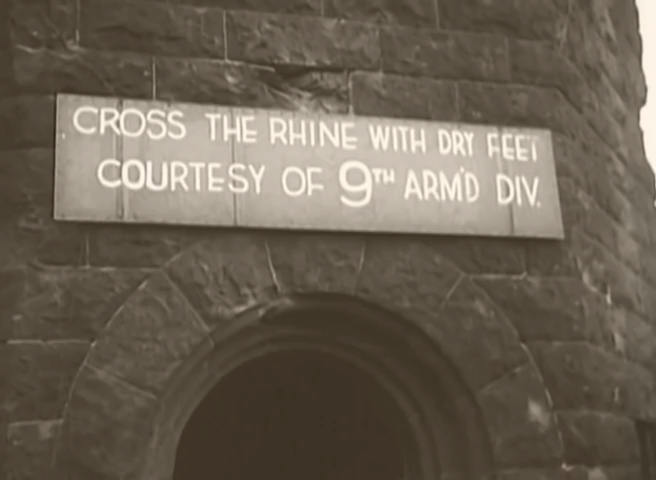 CROSS THE RHINE WITH DRY FEET
COURTESY OF 9TH ARM'D DIV.